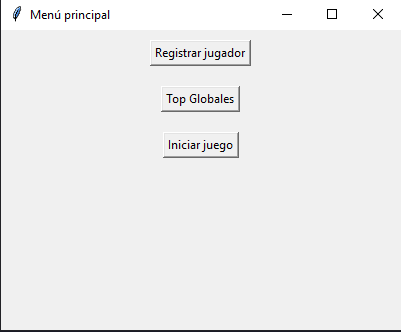 Menú principal
Registrar jugador
Top Globales
Iniciar juego